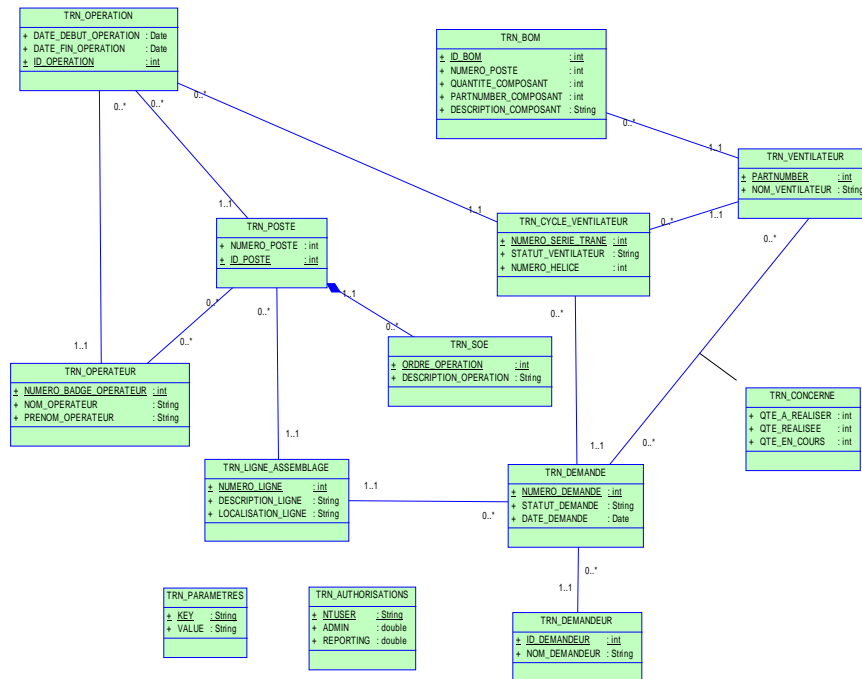 TRN_OPERATION
+ DATE_DEBUT_OPERATION : Date
+ DATE_FIN_OPERATION : Date
+ ID_OPERATION : int
TRN_BOM
+ ID_BOM : int
+ NUMERO_POSTE : int
+ QUANTITE_COMPOSANT : int
+ PARTNUMBER_COMPOSANT : int
+ DESCRIPTION_COMPOSANT : String
0..*
0..*
0..*
0..*
1..1
TRN_VENTILATEUR
+ PARTNUMBER : int
+ NOM_VENTILATEUR : String
1..1
1..1
1..1
0..*
0..*
TRN_POSTE
+ NUMERO_POSTE : int
+ ID_POSTE : int
TRN_CYCLE_VENTILATEUR
+ NUMERO_SERIE_TRANE : int
+ STATUT_VENTILATEUR : String
+ NUMERO_HELICE : int
0..*
0..*
1..1
0..*
0..*
0..*
1..1
TRN_SOE
+ ORDRE_OPERATION : int
+ DESCRIPTION_OPERATION : String
TRN_OPERATEUR
+ NUMERO_BADGE_OPERATEUR : int
+ NOM_OPERATEUR : String
+ PRENOM_OPERATEUR : String
TRN_CONCERNE
+ QTE_A_REALISER : int
+ QTE_REALISEE : int
+ QTE_EN_COURS : int
1..1
1..1
0..*
TRN_LIGNE_ASSEMBLAGE
+ NUMERO_LIGNE : int
+ DESCRIPTION_LIGNE : String
+ LOCALISATION_LIGNE : String
1..1
0..*
TRN_DEMANDE
+ NUMERO_DEMANDE : int
+ STATUT_DEMANDE : String
+ DATE_DEMANDE : Date
0..*
1..1
TRN_PARAMETRES
+ KEY : String
+ VALUE : String
TRN_AUTHORISATIONS
+ NTUSER : String
+ ADMIN : double
+ REPORTING : double
TRN_DEMANDEUR
+ ID_DEMANDEUR : int
+ NOM_DEMANDEUR : String